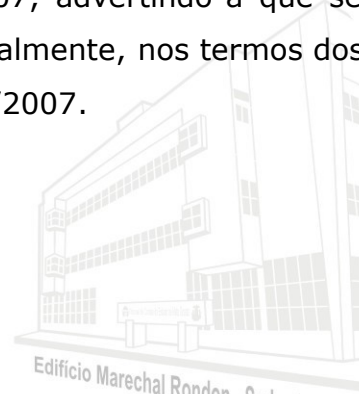 07, advertindo a que se
almente, nos termos dos
/2007.
Edifício Marechal Rondon